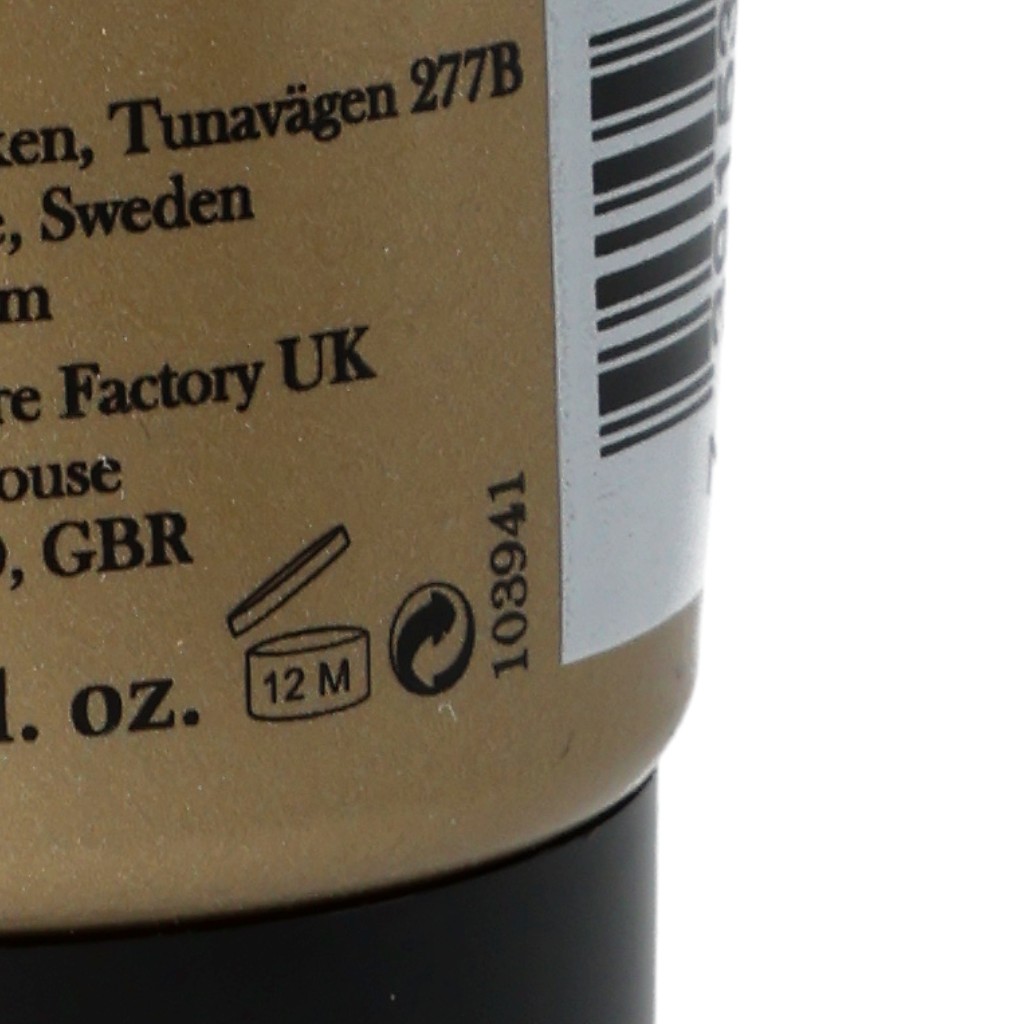 ken, Tunavägen 277B
e, Sweden
m
re Factory UK
ouse
, GBR
l. oz.
12 M
103941